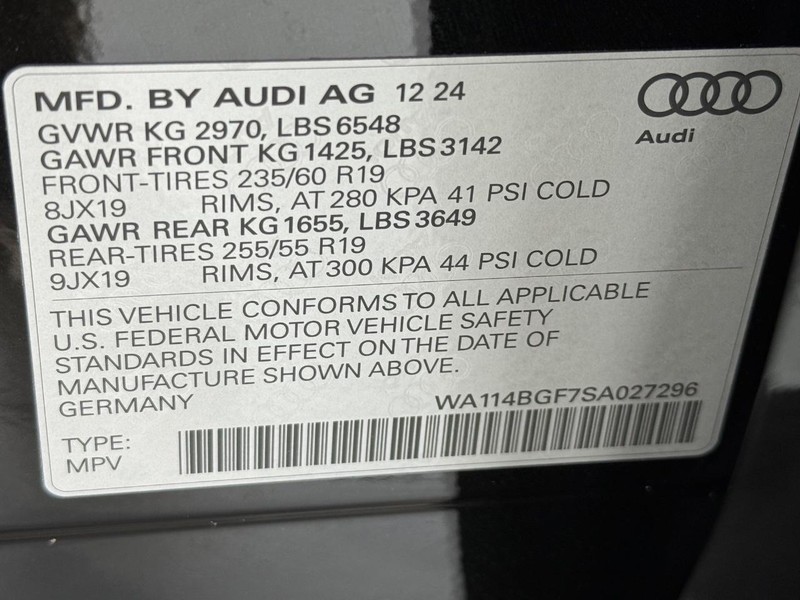 MFD. BY AUDI AG 12 24
Audi
GVWR KG 2970, LBS 6548
GAWR FRONT KG 1425, LBS 3142
FRONT-TIRES 235/60 R19
8JX19 RIMS, AT 280 KPA 41 PSI COLD
GAWR REAR KG 1655, LBS 3649
REAR-TIRES 255/55 R19
9JX19 RIMS, AT 300 KPA 44 PSI COLD
THIS VEHICLE CONFORMS TO ALL APPLICABLE
U.S. FEDERAL MOTOR VEHICLE SAFETY
STANDARDS IN EFFECT ON THE DATE OF
MANUFACTURE SHOWN ABOVE.
GERMANY WA114BGF7SA027296
TYPE:
MPV